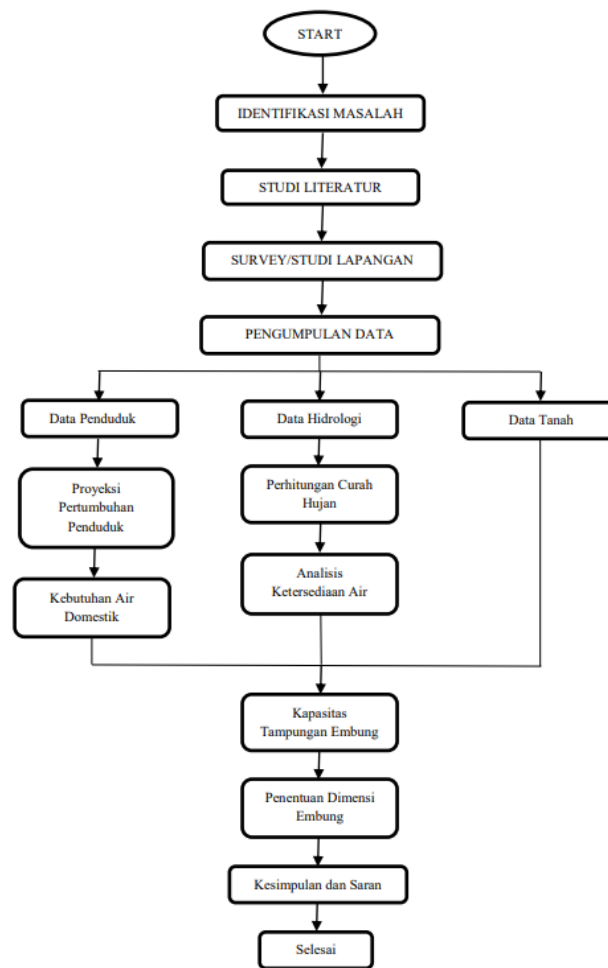 START
IDENTIFIKASI MASALAH
STUDI LITERATUR
SURVEY/STUDI LAPANGAN
PENGUMPULAN DATA
Data Penduduk
Data Hidrologi
Data Tanah
Proyeksi
Pertumbuhan
Penduduk
Perhitungan Curah
Hujan
Kebutuhan Air
Domestik
Analisis
Ketersediaan Air
Kapasitas
Tampungan Embung
Penentuan Dimensi
Embung
Kesimpulan dan Saran
Selesai